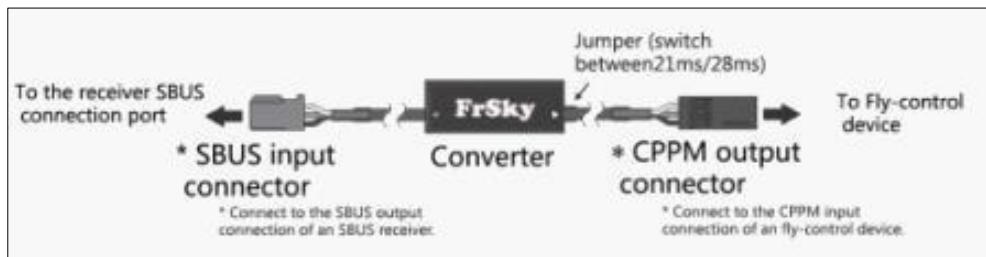 Jumper (switch
between21ms/28ms)
To the receiver SBUS
connection port
FrSky
To Fly-control
device
* SBUS input
connector
Converter
* CPPM output
connector
* Connect to the SBUS output
connection of an SBUS receiver.
* Connect to the CPPM input
connection of an fly-control device.